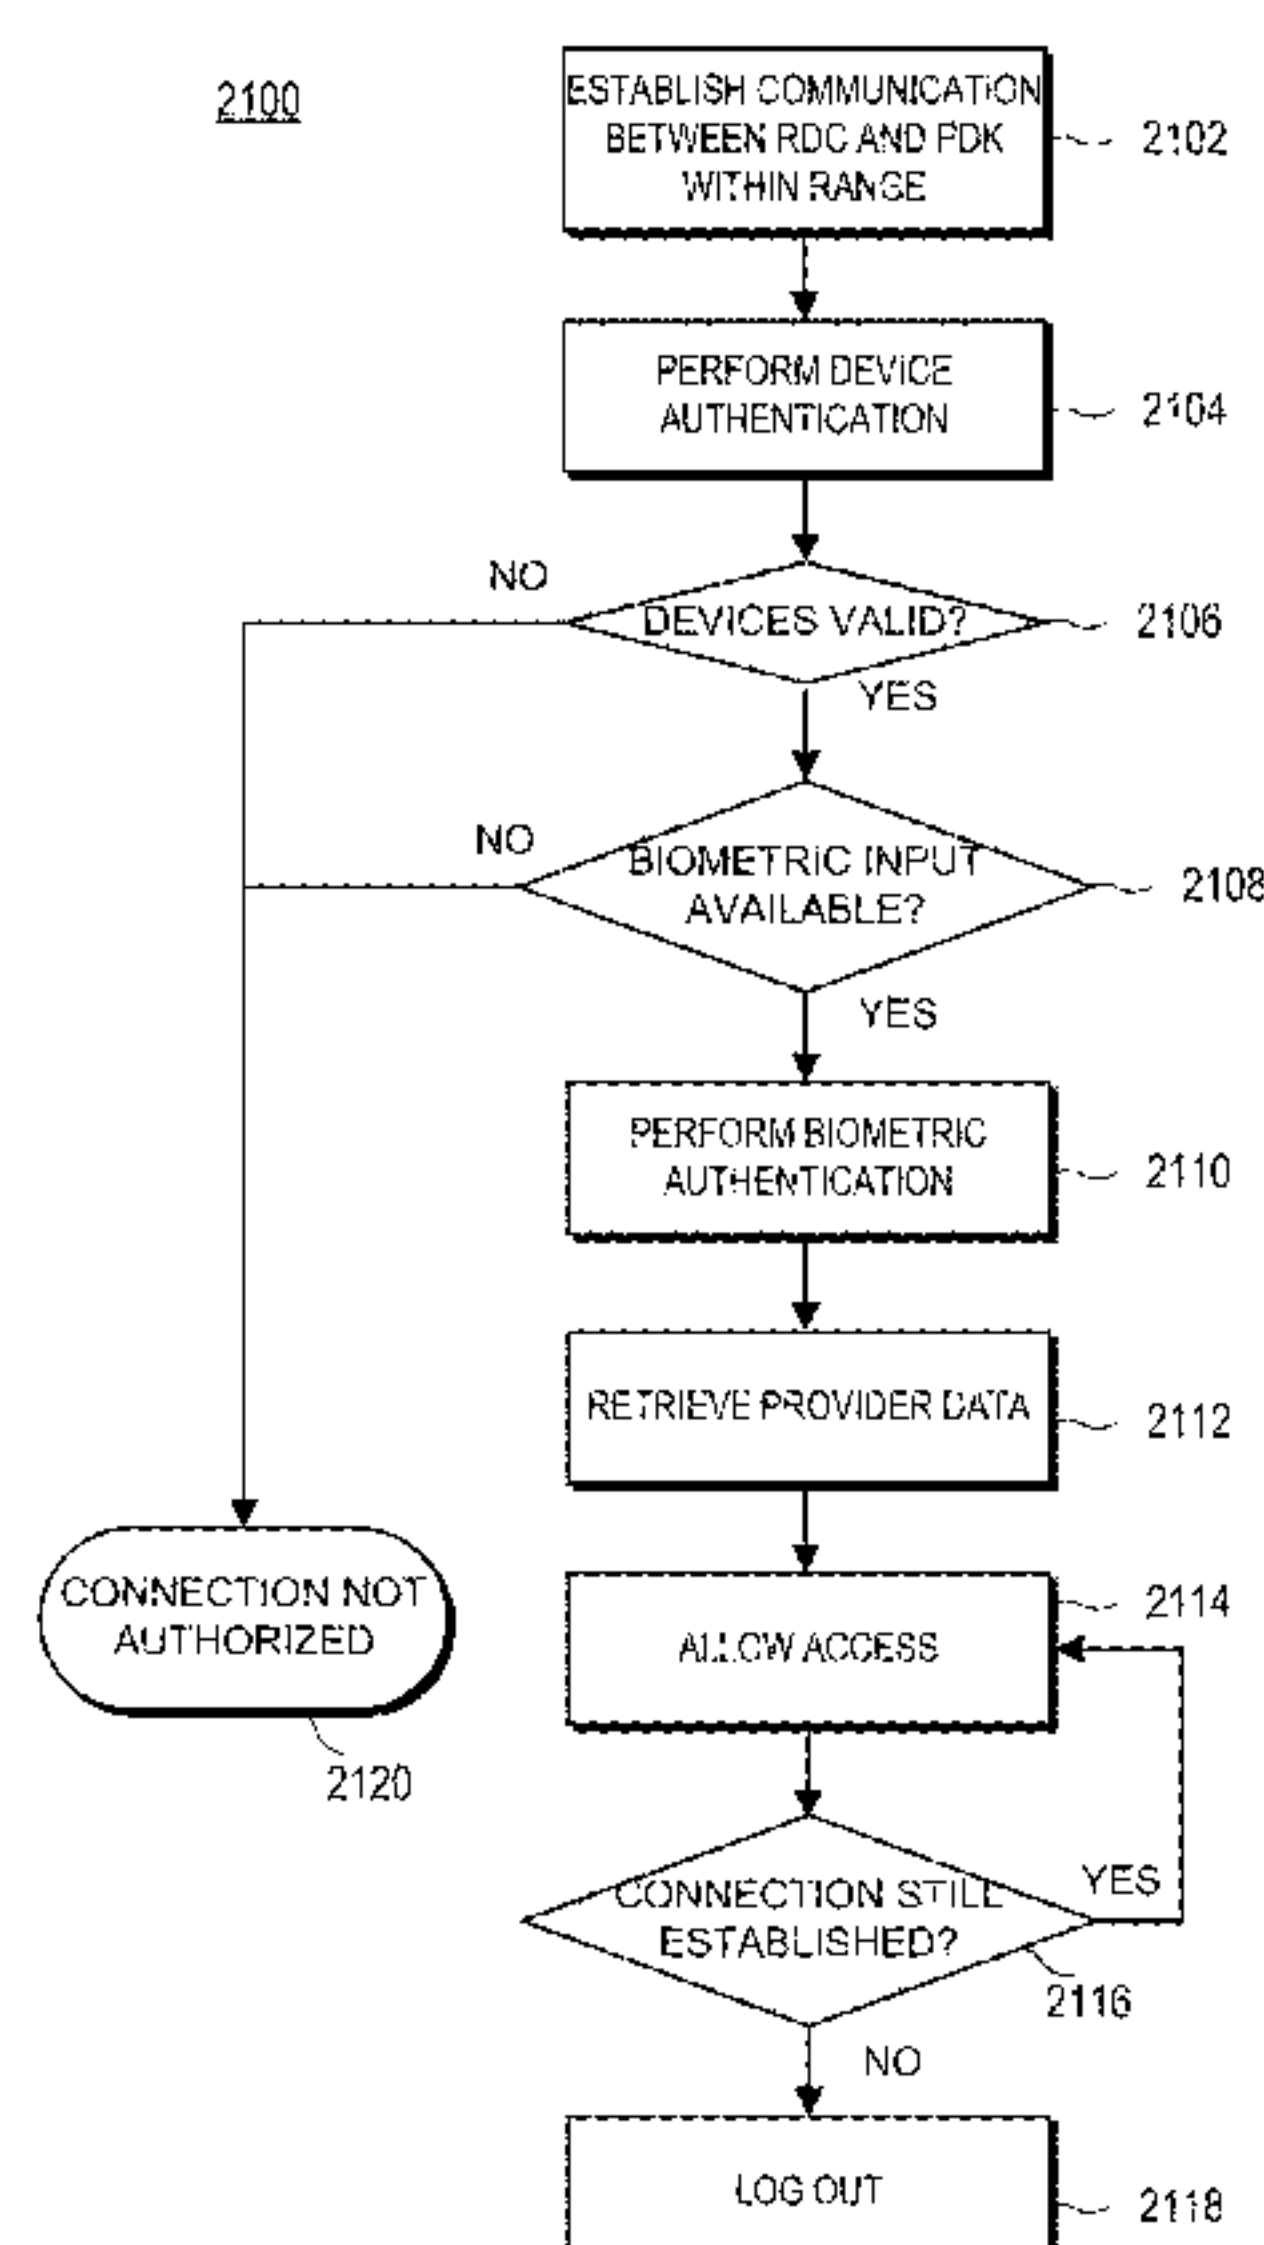 2100
ESTABLISH COMMUNICATION
BETWEEN RDC AND PDK
WITHIN RANGE
2102
PERFORM DEVICE
AUTHENTICATION
2104
NO
DEVICES VALID?
2106
YES
NO
BIOMETRIC INPUT
AVAILABLE?
2108
YES
PERFORM BIOMETRIC
AUTHENTICATION
2110
RETRIEVE PROVIDER DATA
2112
CONNECTION NOT
AUTHORIZED
2120
ALLOW ACCESS
2114
CONNECTION STILL
ESTABLISHED?
YES
2116
NO
LOG OUT
2118